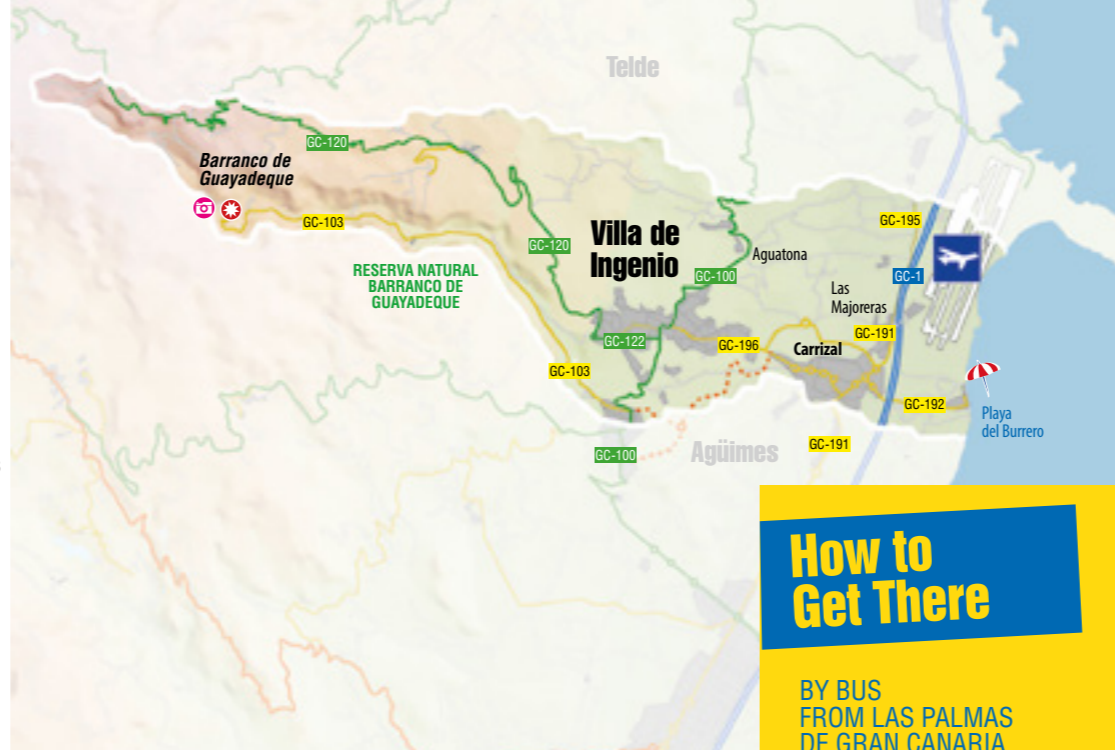 Telde
GC-120
Barranco de
Guayadeque
GC-103
GC-195
Villa de
Ingenio
GC-120
Aguatona
GC-100
GC-1
RESERVA NATURAL
BARRANCO DE
GUAYADEQUE
Las
Majoreras
GC-191
GC-122
GC-196
Carrizal
GC-103
GC-192
Playa
del Burrero
GC-191
Agüimes
GC-100
How to
Get There
BY BUS
FROM LAS PALMAS
DE GRAN CANARIA